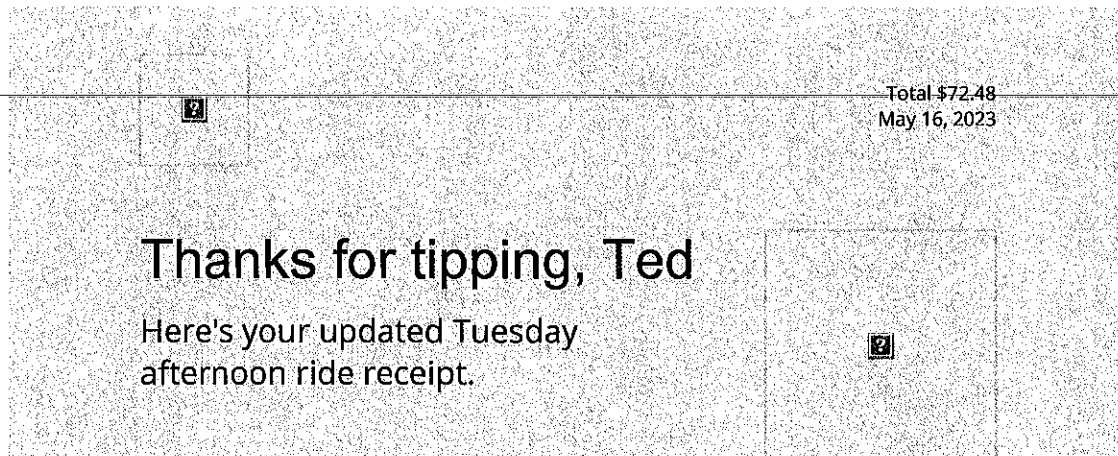 Total $72.48
May 16, 2023
Thanks for tipping, Ted
Here's your updated Tuesday
afternoon ride receipt.